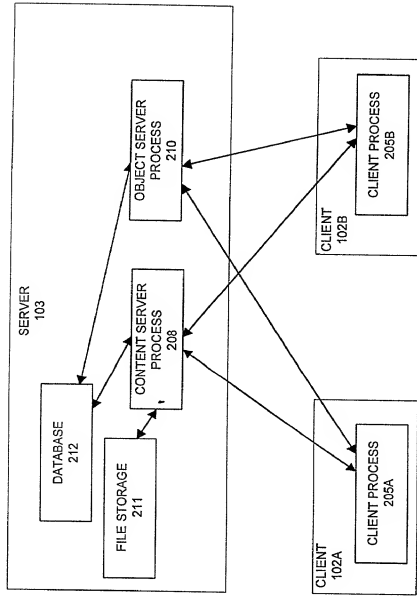 SERVER
103
DATABASE
212
FILE STORAGE
211
CONTENT SERVER
PROCESS
208
OBJECT SERVER
PROCESS
210
CLIENT
102A
CLIENT PROCESS
205A
CLIENT
102B
CLIENT PROCESS
205B